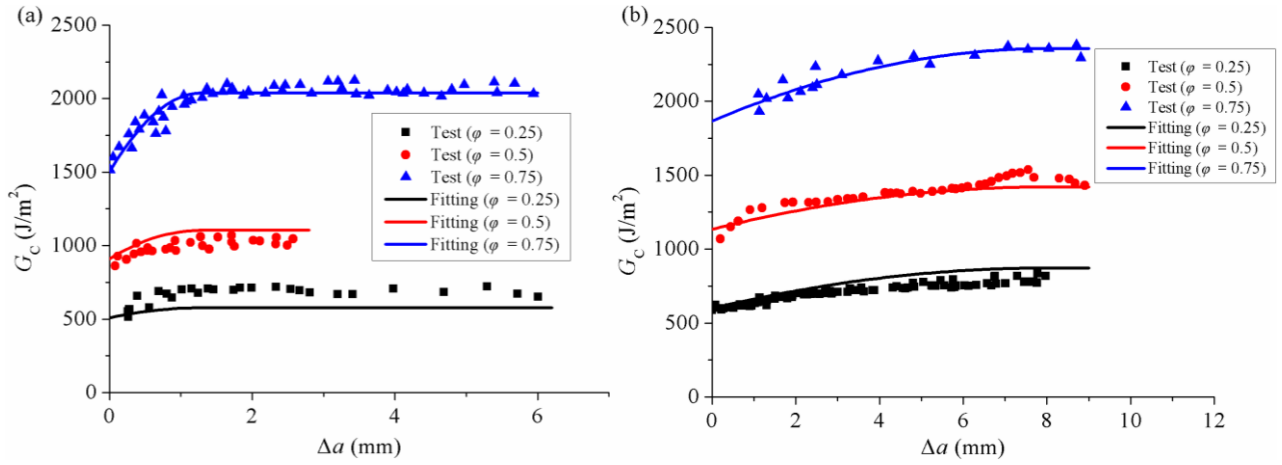 (a)
2500
2000
1500
1000
500
0
G_C (J/m²)
0
2
4
6
Δa (mm)
Test (φ = 0.25)
Test (φ = 0.5)
Test (φ = 0.75)
Fitting (φ = 0.25)
Fitting (φ = 0.5)
Fitting (φ = 0.75)
(b)
2500
2000
1500
1000
500
0
G_C (J/m²)
0
2
4
6
8
10
12
Δa (mm)
Test (φ = 0.25)
Test (φ = 0.5)
Test (φ = 0.75)
Fitting (φ = 0.25)
Fitting (φ = 0.5)
Fitting (φ = 0.75)